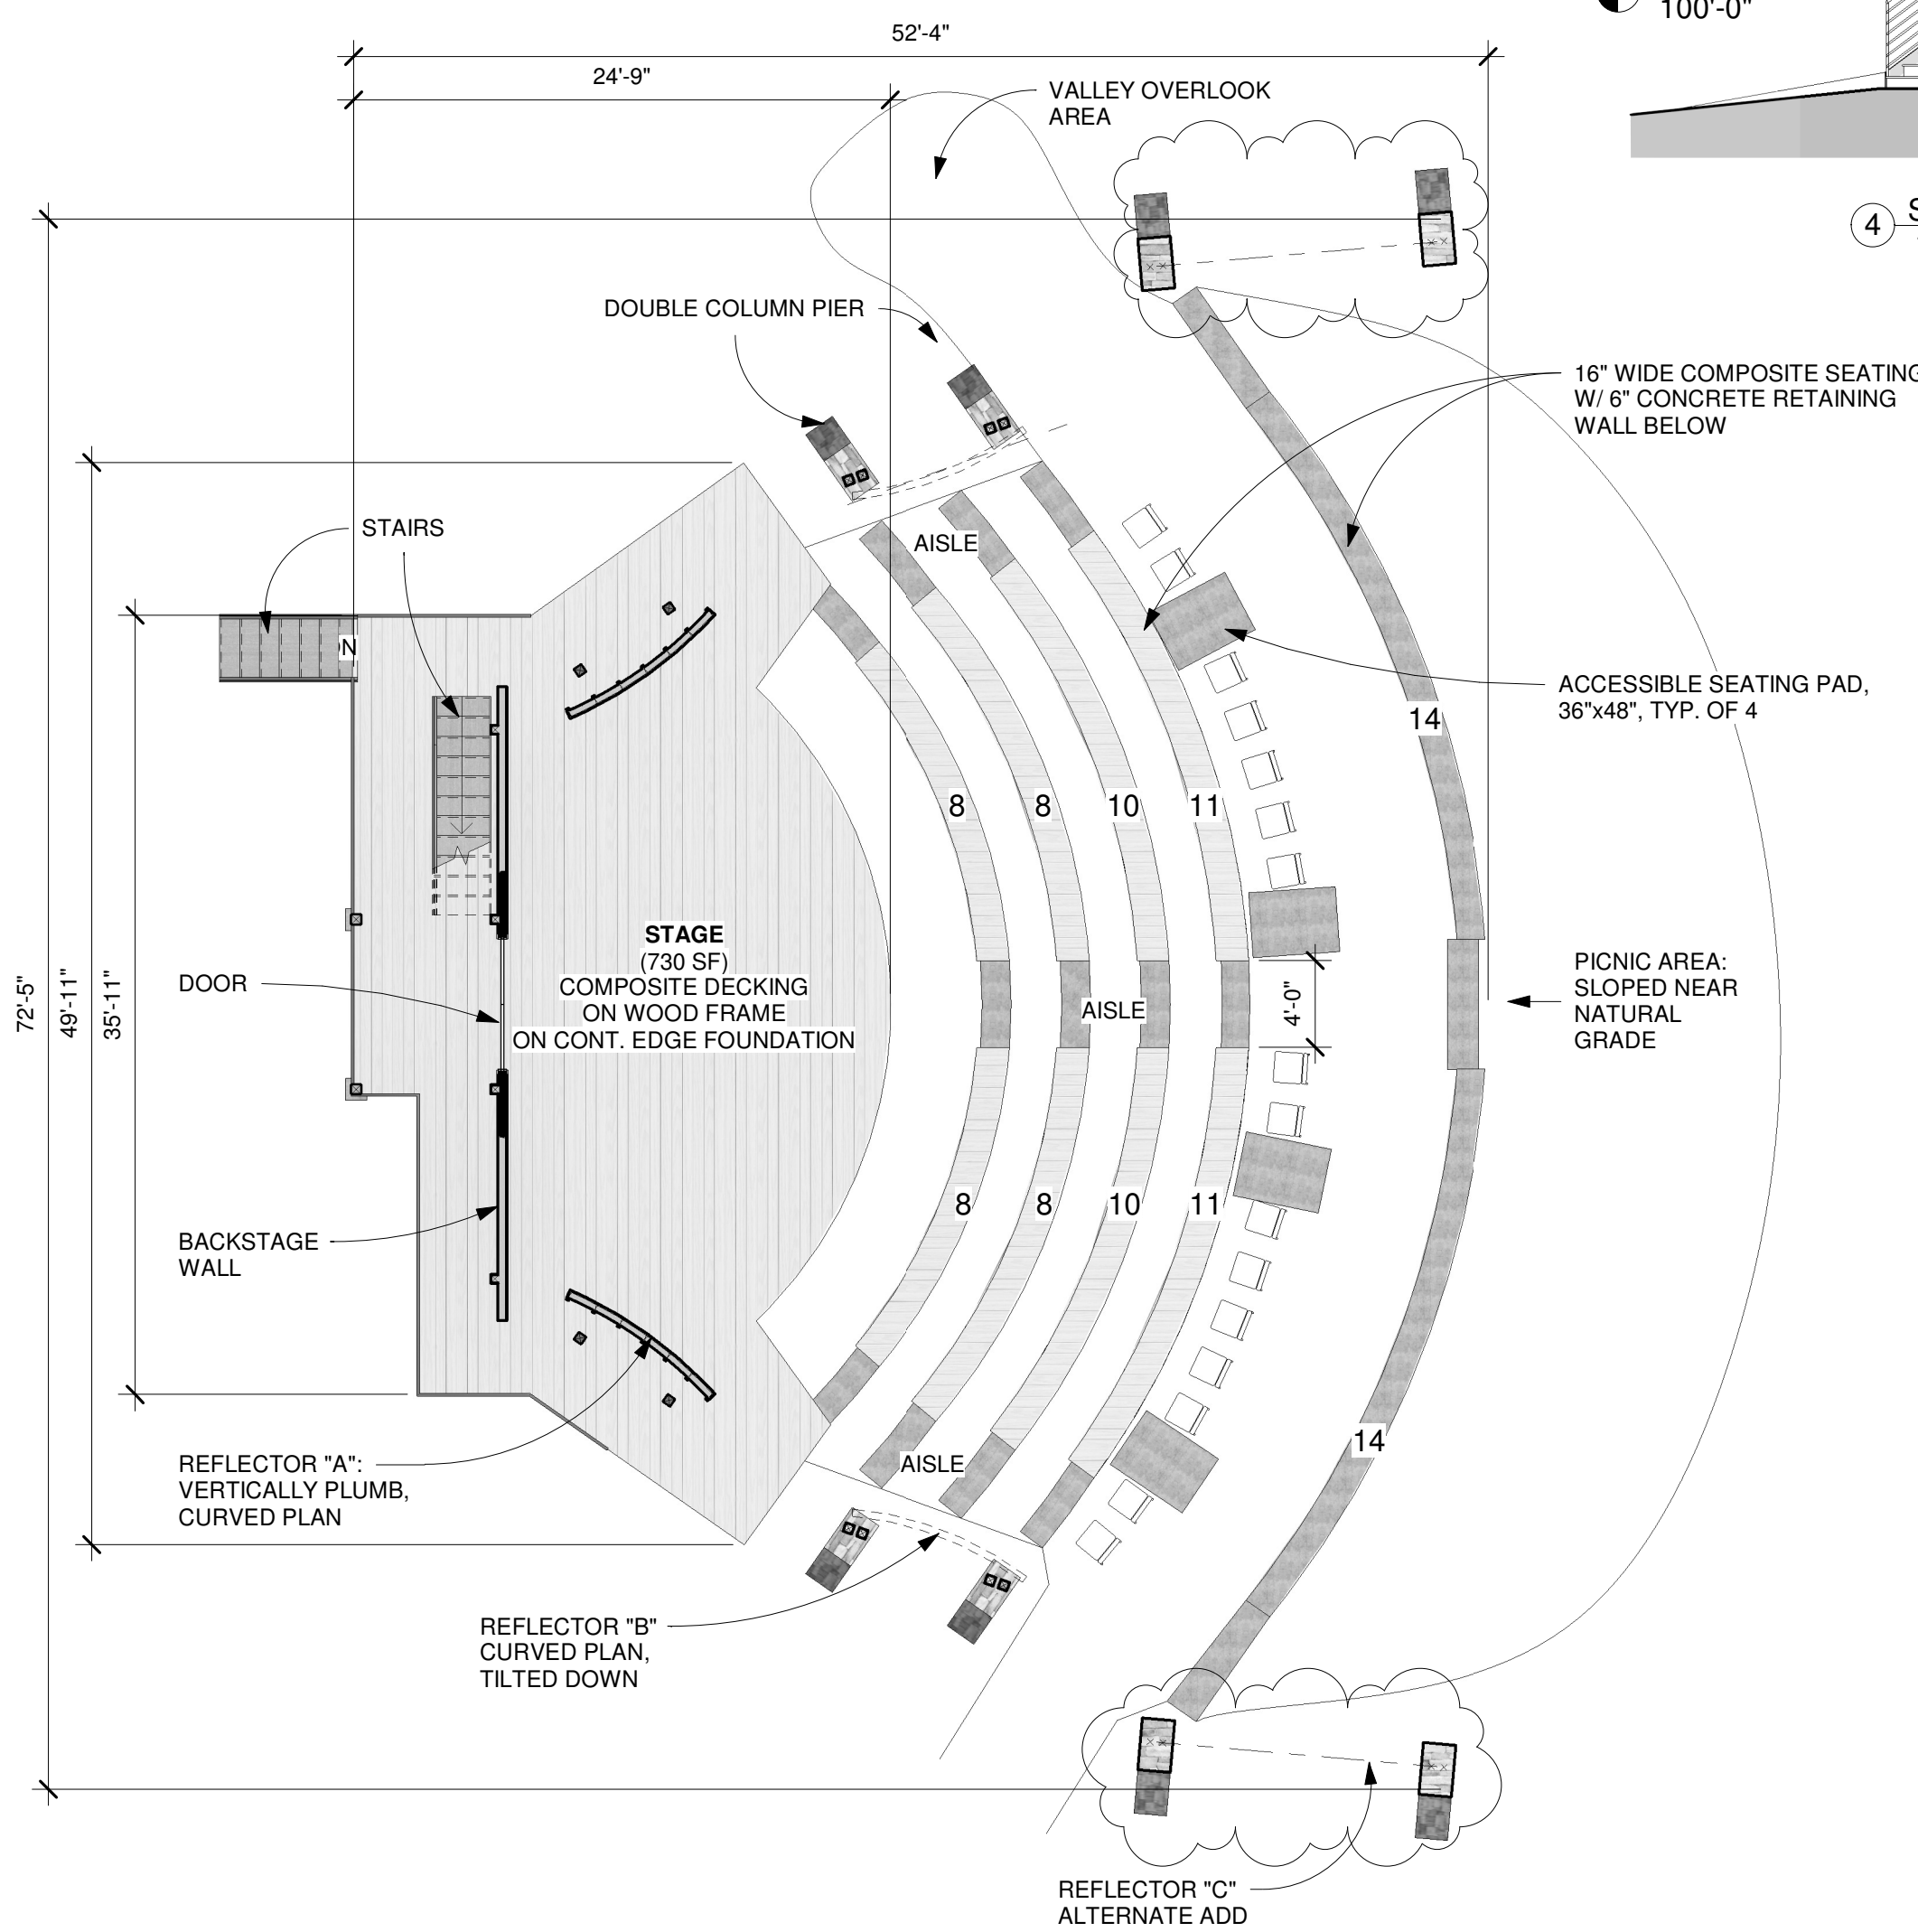 100'-0"
52'-4"
24'-9"
VALLEY OVERLOOK
AREA
4
DOUBLE COLUMN PIER
16" WIDE COMPOSITE SEATING
W/ 6" CONCRETE RETAINING
WALL BELOW
STAIRS
AISLE
ACCESSIBLE SEATING PAD,
36"x48", TYP. OF 4
14
8
8
10
11
STAGE
(730 SF)
COMPOSITE DECKING
ON WOOD FRAME
ON CONT. EDGE FOUNDATION
DOOR
AISLE
4'-0"
PICNIC AREA:
SLOPED NEAR
NATURAL
GRADE
72'-5"
49'-11"
35'-11"
8
8
10
11
BACKSTAGE
WALL
14
AISLE
REFLECTOR "A":
VERTICALLY PLUMB,
CURVED PLAN
REFLECTOR "B"
CURVED PLAN,
TILTED DOWN
REFLECTOR "C"
ALTERNATE ADD